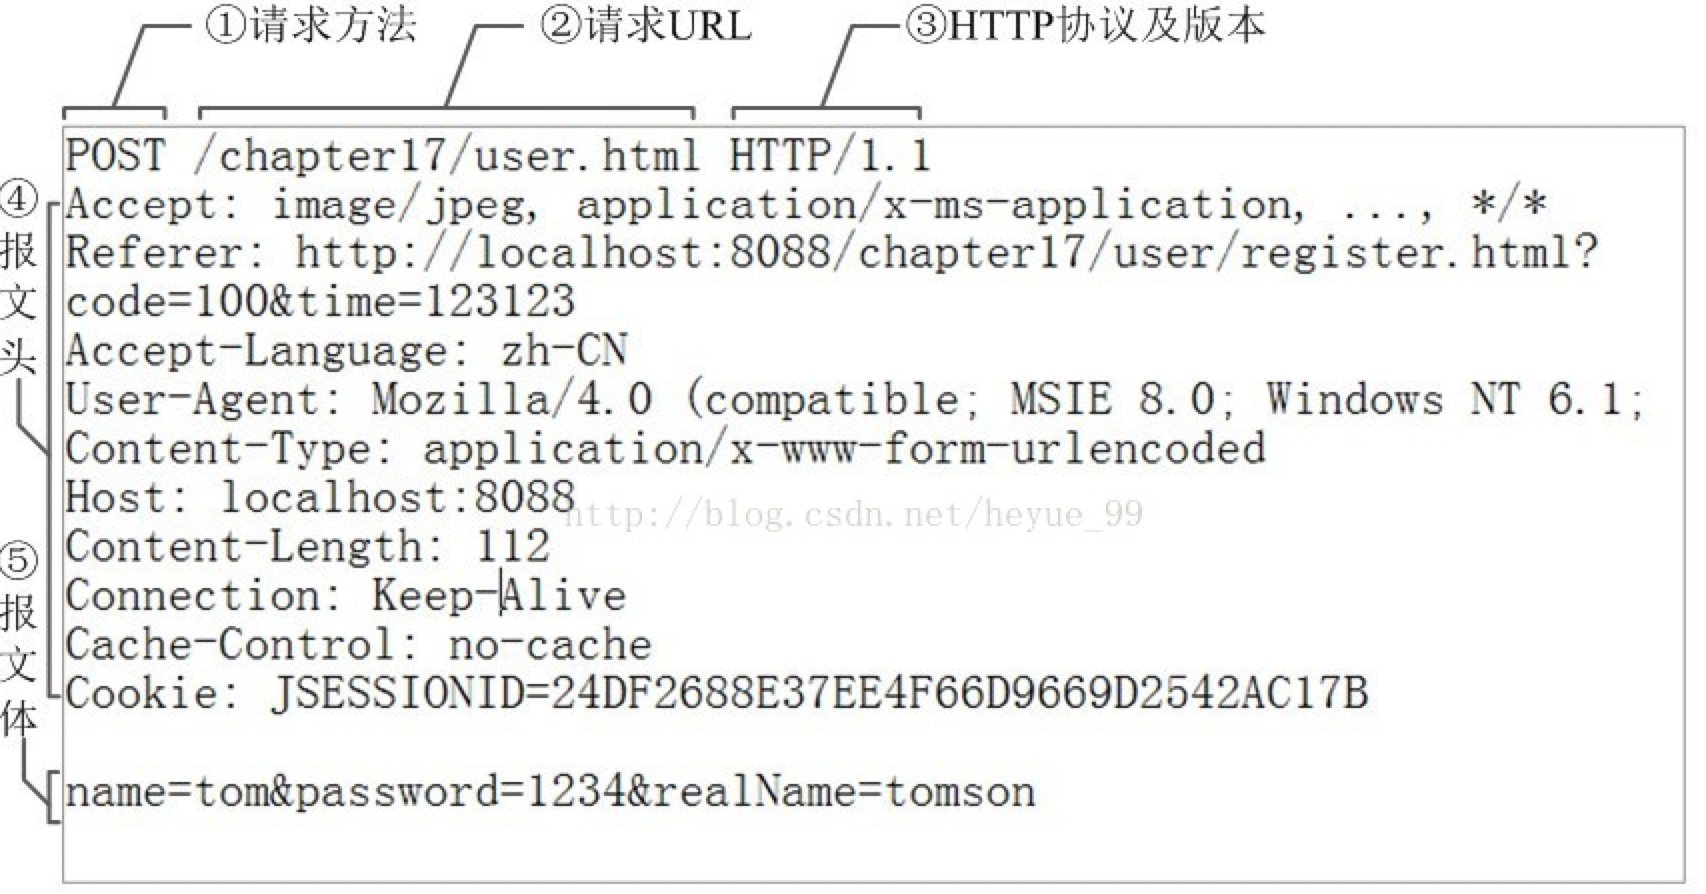 ①请求方法 ②请求URL ③HTTP协议及版本
POST /chapter17/user.html HTTP/1.1
④报文头
Accept: image/jpeg, application/x-ms-application, ..., */*
Referer: http://localhost:8088/chapter17/user/register.html?
code=100&time=123123
Accept-Language: zh-CN
User-Agent: Mozilla/4.0 (compatible; MSIE 8.0; Windows NT 6.1;
Content-Type: application/x-www-form-urlencoded
Host: localhost:8088
http://blog.csdn.net/heyue_99
Content-Length: 112
Connection: Keep-Alive
Cache-Control: no-cache
Cookie: JSESSIONID=24DF2688E37EE4F66D9669D2542AC17B
⑤报文体
name=tom&password=1234&realName=tomson